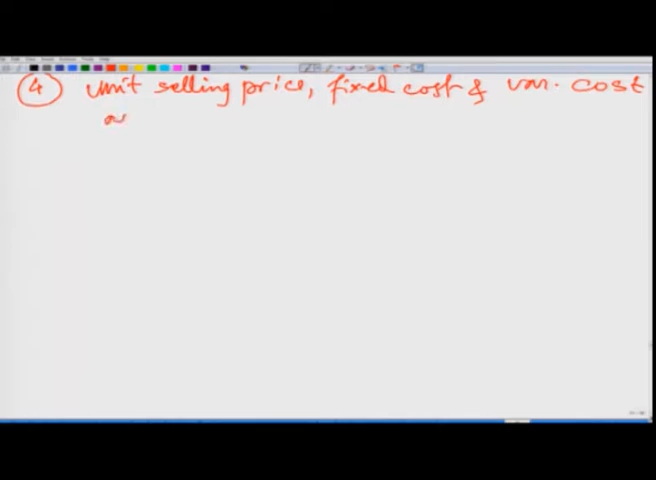 ④ unit selling price, fixed cost & var. cost